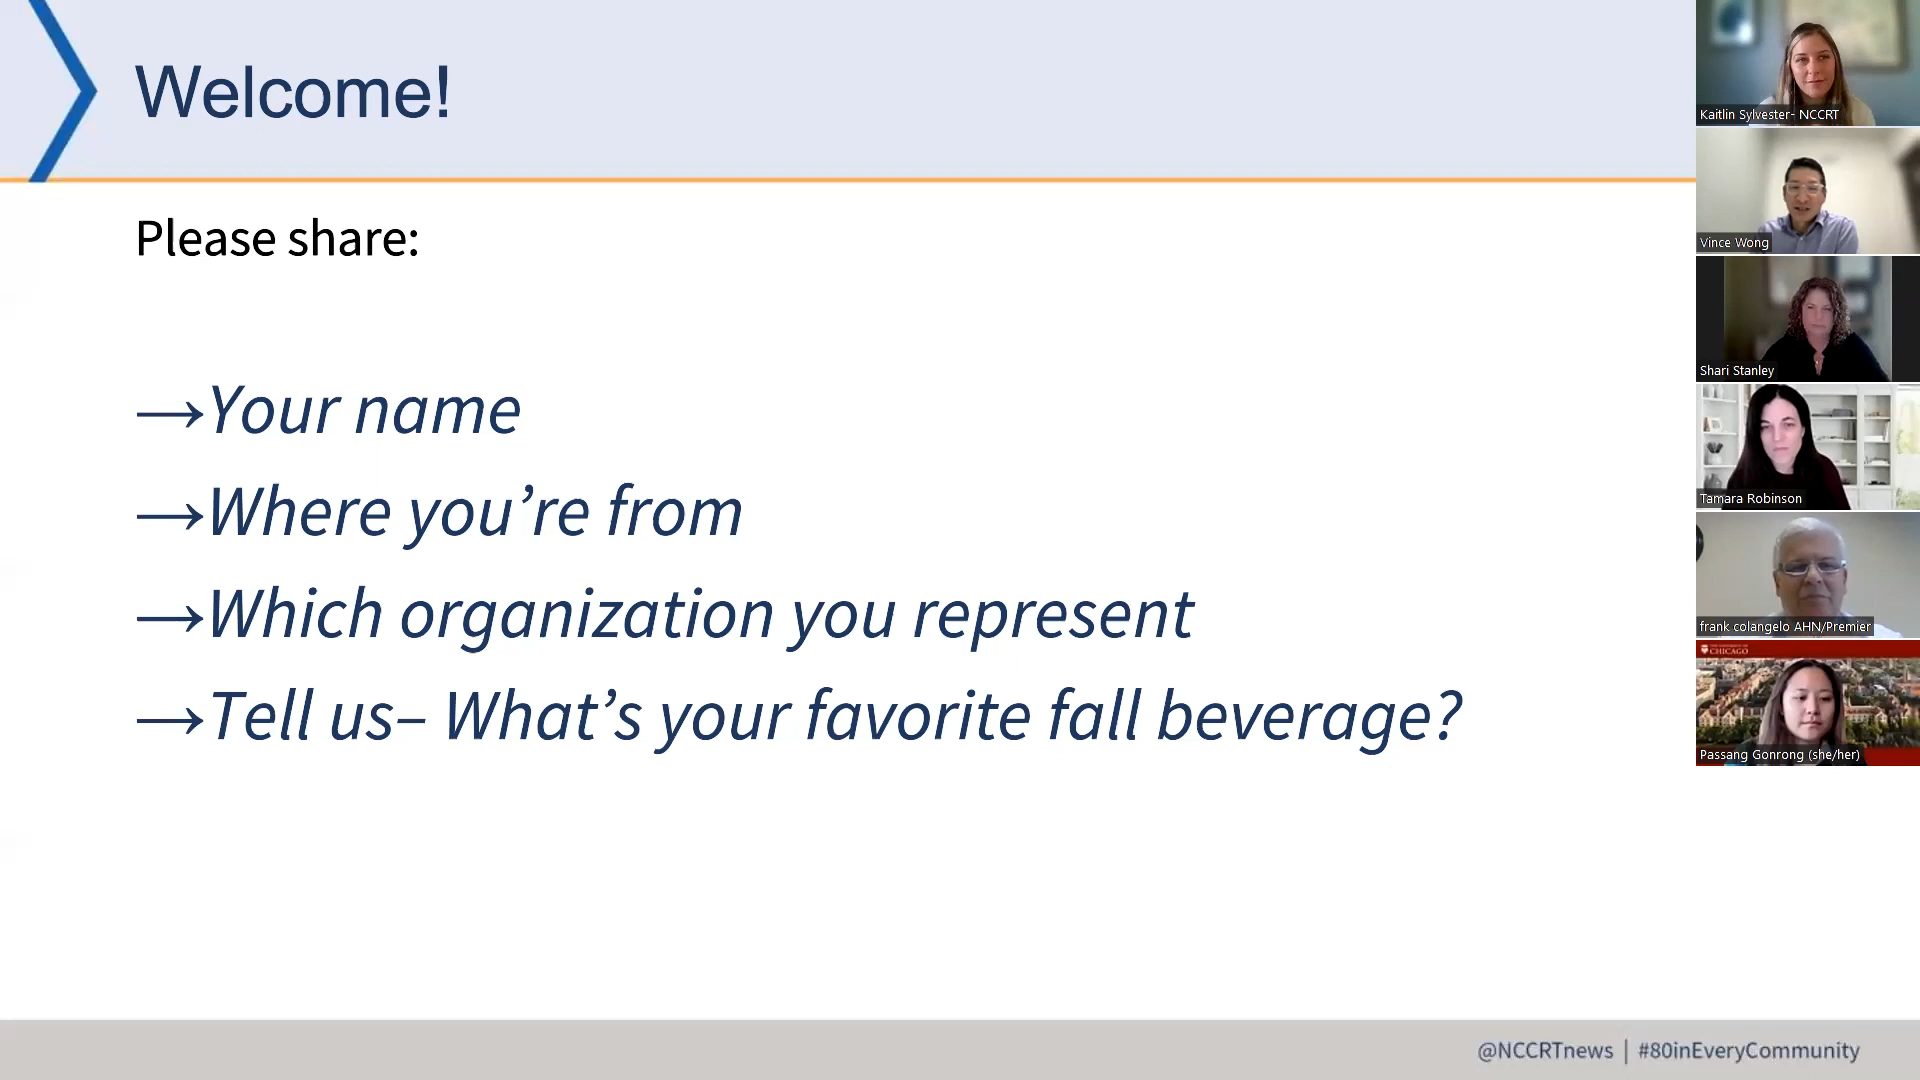 Welcome!
Please share:
→Your name
→Where you’re from
→Which organization you represent
→Tell us– What’s your favorite fall beverage?
@NCCRTnews | #80inEveryCommunity
Kaitlin Sylvester- NCCRT
Vince Wong
Shari Stanley
Tamara Robinson
frank colangelo AHN/Premier
CHICAGO
Passang Gonrong (she/her)